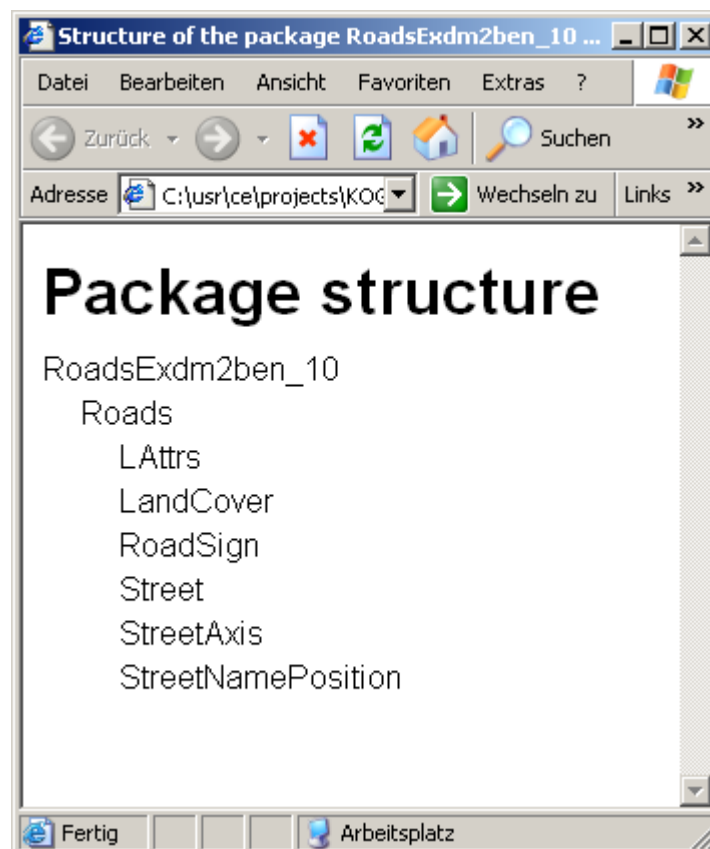 Structure of the package RoadsExdm2ben_10 ...
Datei Bearbeiten Ansicht Favoriten Extras ?
Zurück Suchen »
Adresse C:\usr\ce\projects\KOG Wechseln zu Links »
Package structure
RoadsExdm2ben_10
Roads
LAttrs
LandCover
RoadSign
Street
StreetAxis
StreetNamePosition
Fertig Arbeitsplatz